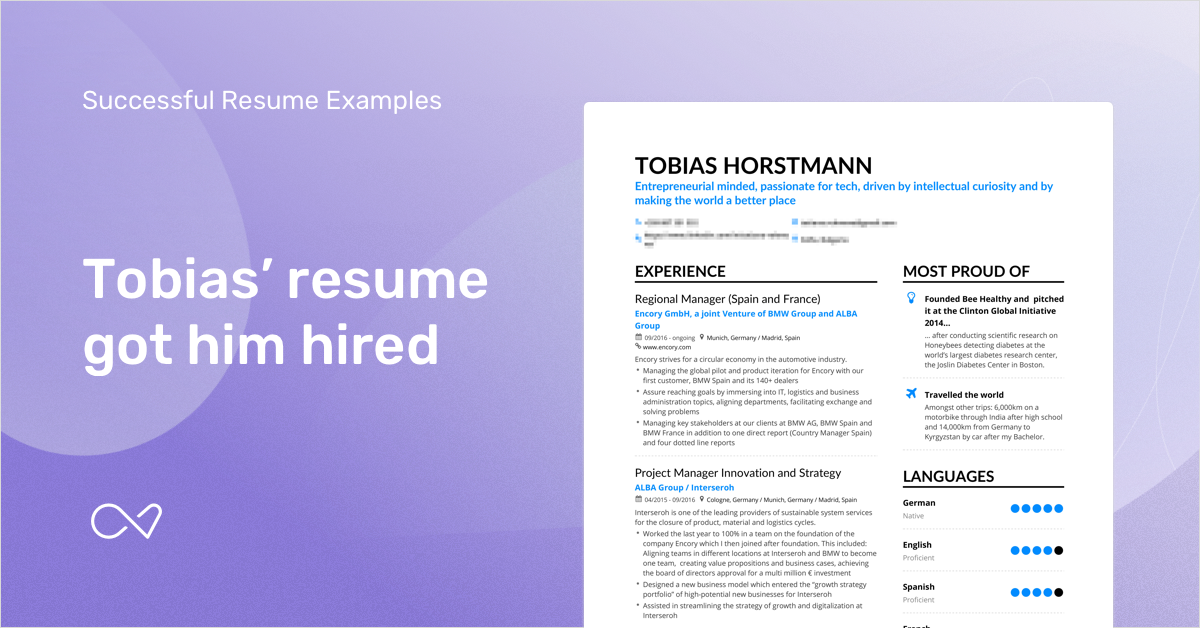 Successful Resume Examples
Tobias’ resume
got him hired
TOBIAS HORSTMANN
Entrepreneurial minded, passionate for tech, driven by intellectual curiosity and by
making the world a better place
EXPERIENCE
Regional Manager (Spain and France)
Encory GmbH, a joint Venture of BMW Group and ALBA
Group
09/2016 - ongoing Munich, Germany / Madrid, Spain
www.encory.com
Encory strives for a circular economy in the automotive industry.
• Managing the global pilot and product iteration for Encory with our
first customer, BMW Spain and its 140+ dealers
• Assure reaching goals by immersing into IT, logistics and business
administration topics, aligning departments, facilitating exchange and
solving problems
• Managing key stakeholders at our clients at BMW AG, BMW Spain and
BMW France in addition to one direct report (Country Manager Spain)
and four dotted line reports
Project Manager Innovation and Strategy
ALBA Group / Interseroh
04/2015 - 09/2016 Cologne, Germany / Munich, Germany / Madrid, Spain
Interseroh is one of the leading providers of sustainable system services
for the closure of product, material and logistics cycles.
• Worked the last year to 100% in a team on the foundation of the
company Encory which I then joined after foundation. This included:
Aligning teams in different locations at Interseroh and BMW to become
one team, creating value propositions and business cases, achieving
the board of directors approval for a multi million € investment
• Designed a new business model which entered the “growth strategy
portfolio” of high-potential new businesses for Interseroh
• Assisted in streamlining the strategy of growth and digitalization at
Interseroh
MOST PROUD OF
Founded Bee Healthy and pitched
it at the Clinton Global Initiative
2014...
... after conducting scientific research on
Honeybees detecting diabetes at the
world’s largest diabetes research center,
the Joslin Diabetes Center in Boston.
Travelled the world
Amongst other trips: 6,000km on a
motorbike through India after high school
and 14,000km from Germany to
Kyrgyzstan by car after my Bachelor.
LANGUAGES
German
Native
English
Proficient
Spanish
Proficient